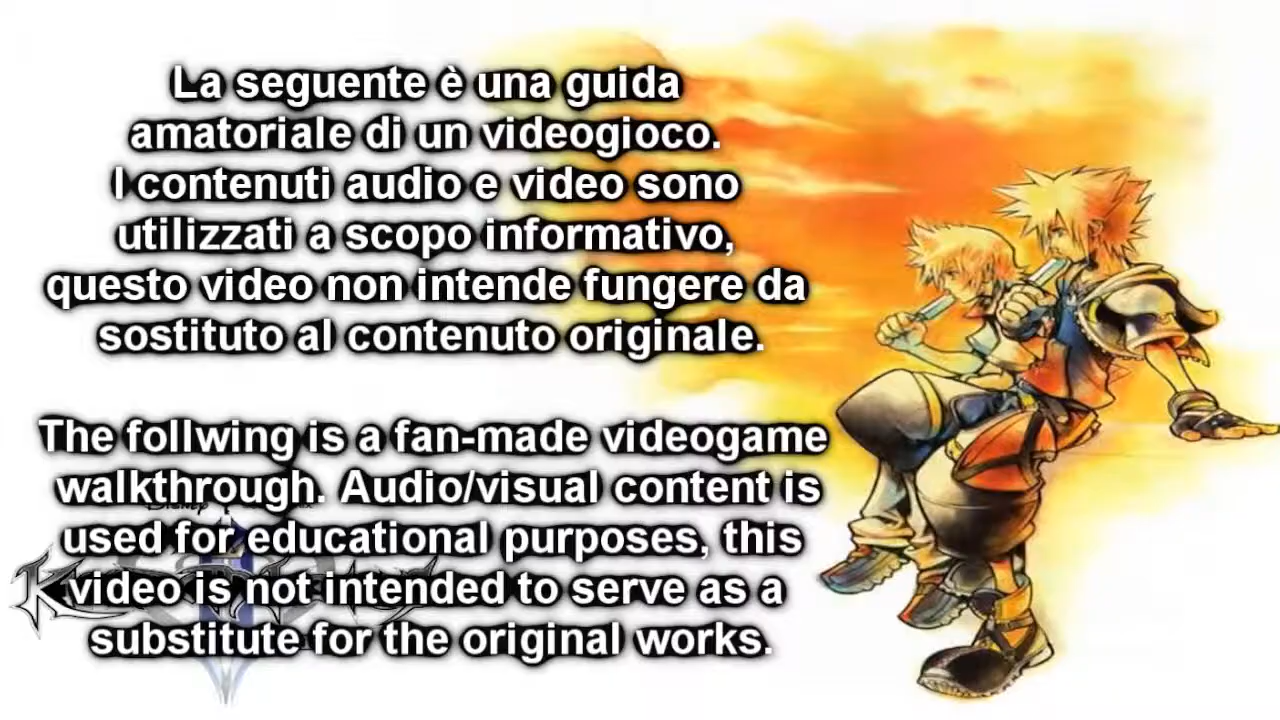 La seguente è una guida
amatoriale di un videogioco.
I contenuti audio e video sono
utilizzati a scopo informativo,
questo video non intende fungere da
sostituto al contenuto originale.
The follwing is a fan-made videogame
walkthrough. Audio/visual content is
used for educational purposes, this
video is not intended to serve as a
substitute for the original works.